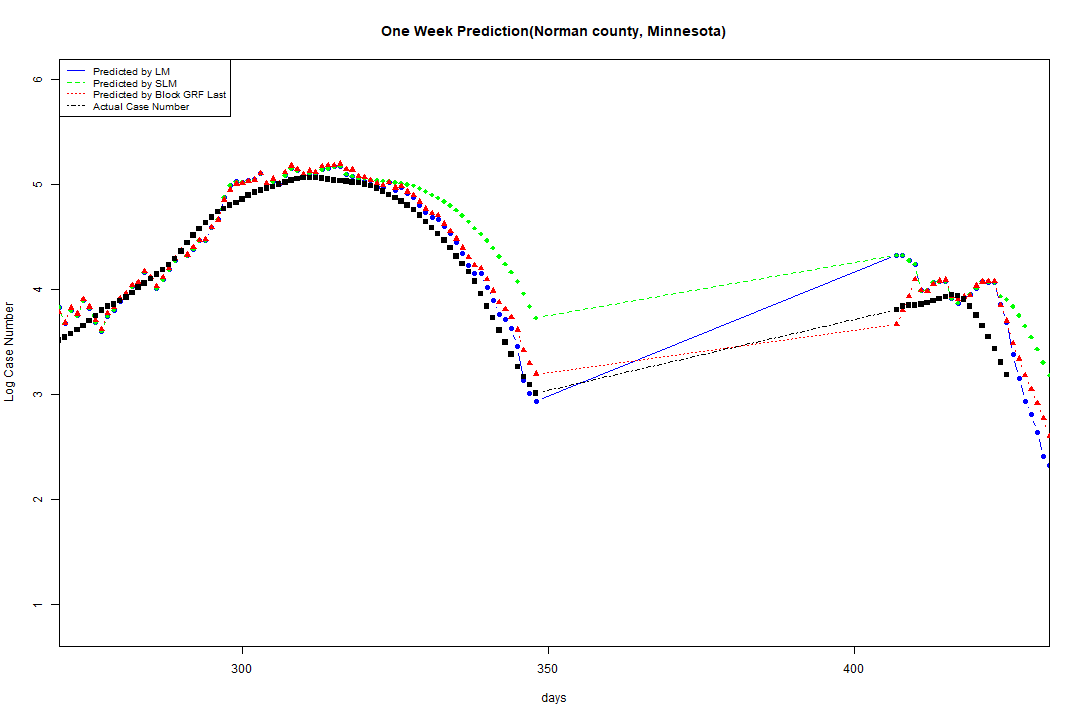 One Week Prediction(Norman county, Minnesota)
Predicted by LM
Predicted by SLM
Predicted by Block GRF Last
Actual Case Number
6
5
4
3
2
1
Log Case Number
300
350
400
days